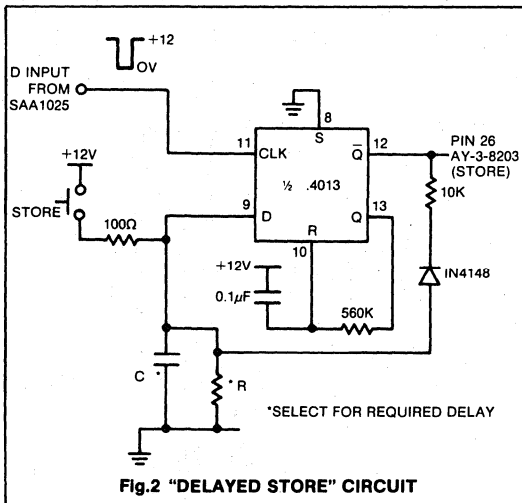 +12
OV
D INPUT
FROM
SAA1025
+12V
STORE
100Ω
11
CLK
8
S
Q̅
12
PIN 26
AY-3-8203
(STORE)
½ .4013
10K
9
D
Q
13
R
10
+12V
0.1µF
560K
IN4148
C *
*R
*SELECT FOR REQUIRED DELAY
Fig.2 "DELAYED STORE" CIRCUIT